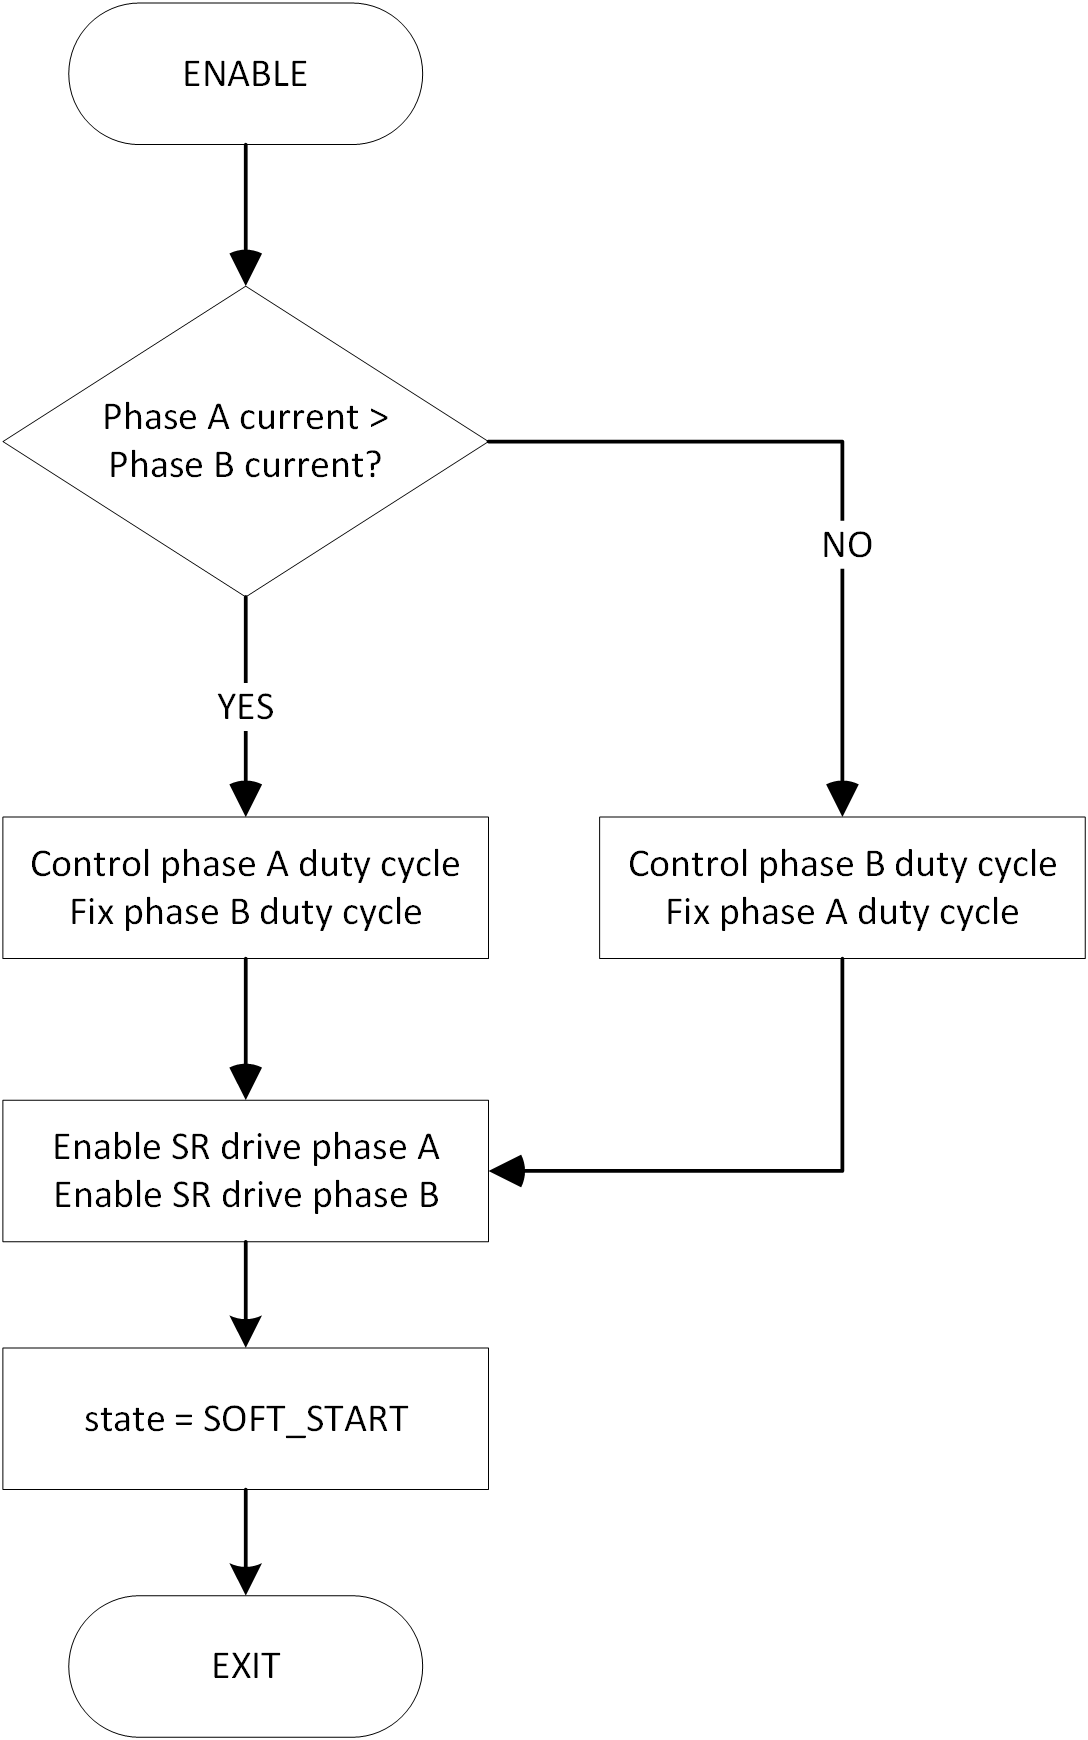 ENABLE
Phase A current >
Phase B current?
NO
YES
Control phase A duty cycle
Fix phase B duty cycle
Control phase B duty cycle
Fix phase A duty cycle
Enable SR drive phase A
Enable SR drive phase B
state = SOFT_START
EXIT